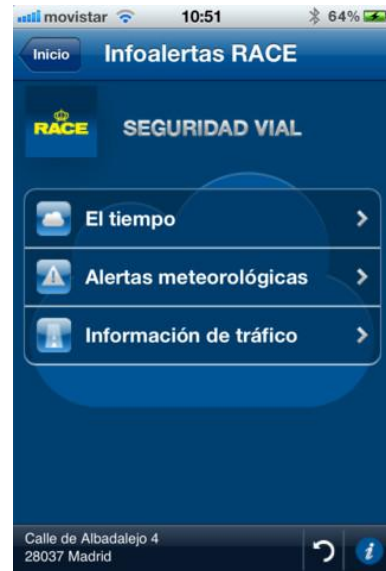 movistar 10:51 64%
Inicio Infoalertas RACE
RACE SEGURIDAD VIAL
El tiempo
Alertas meteorológicas
Información de tráfico
Calle de Albadalejo 4
28037 Madrid
i